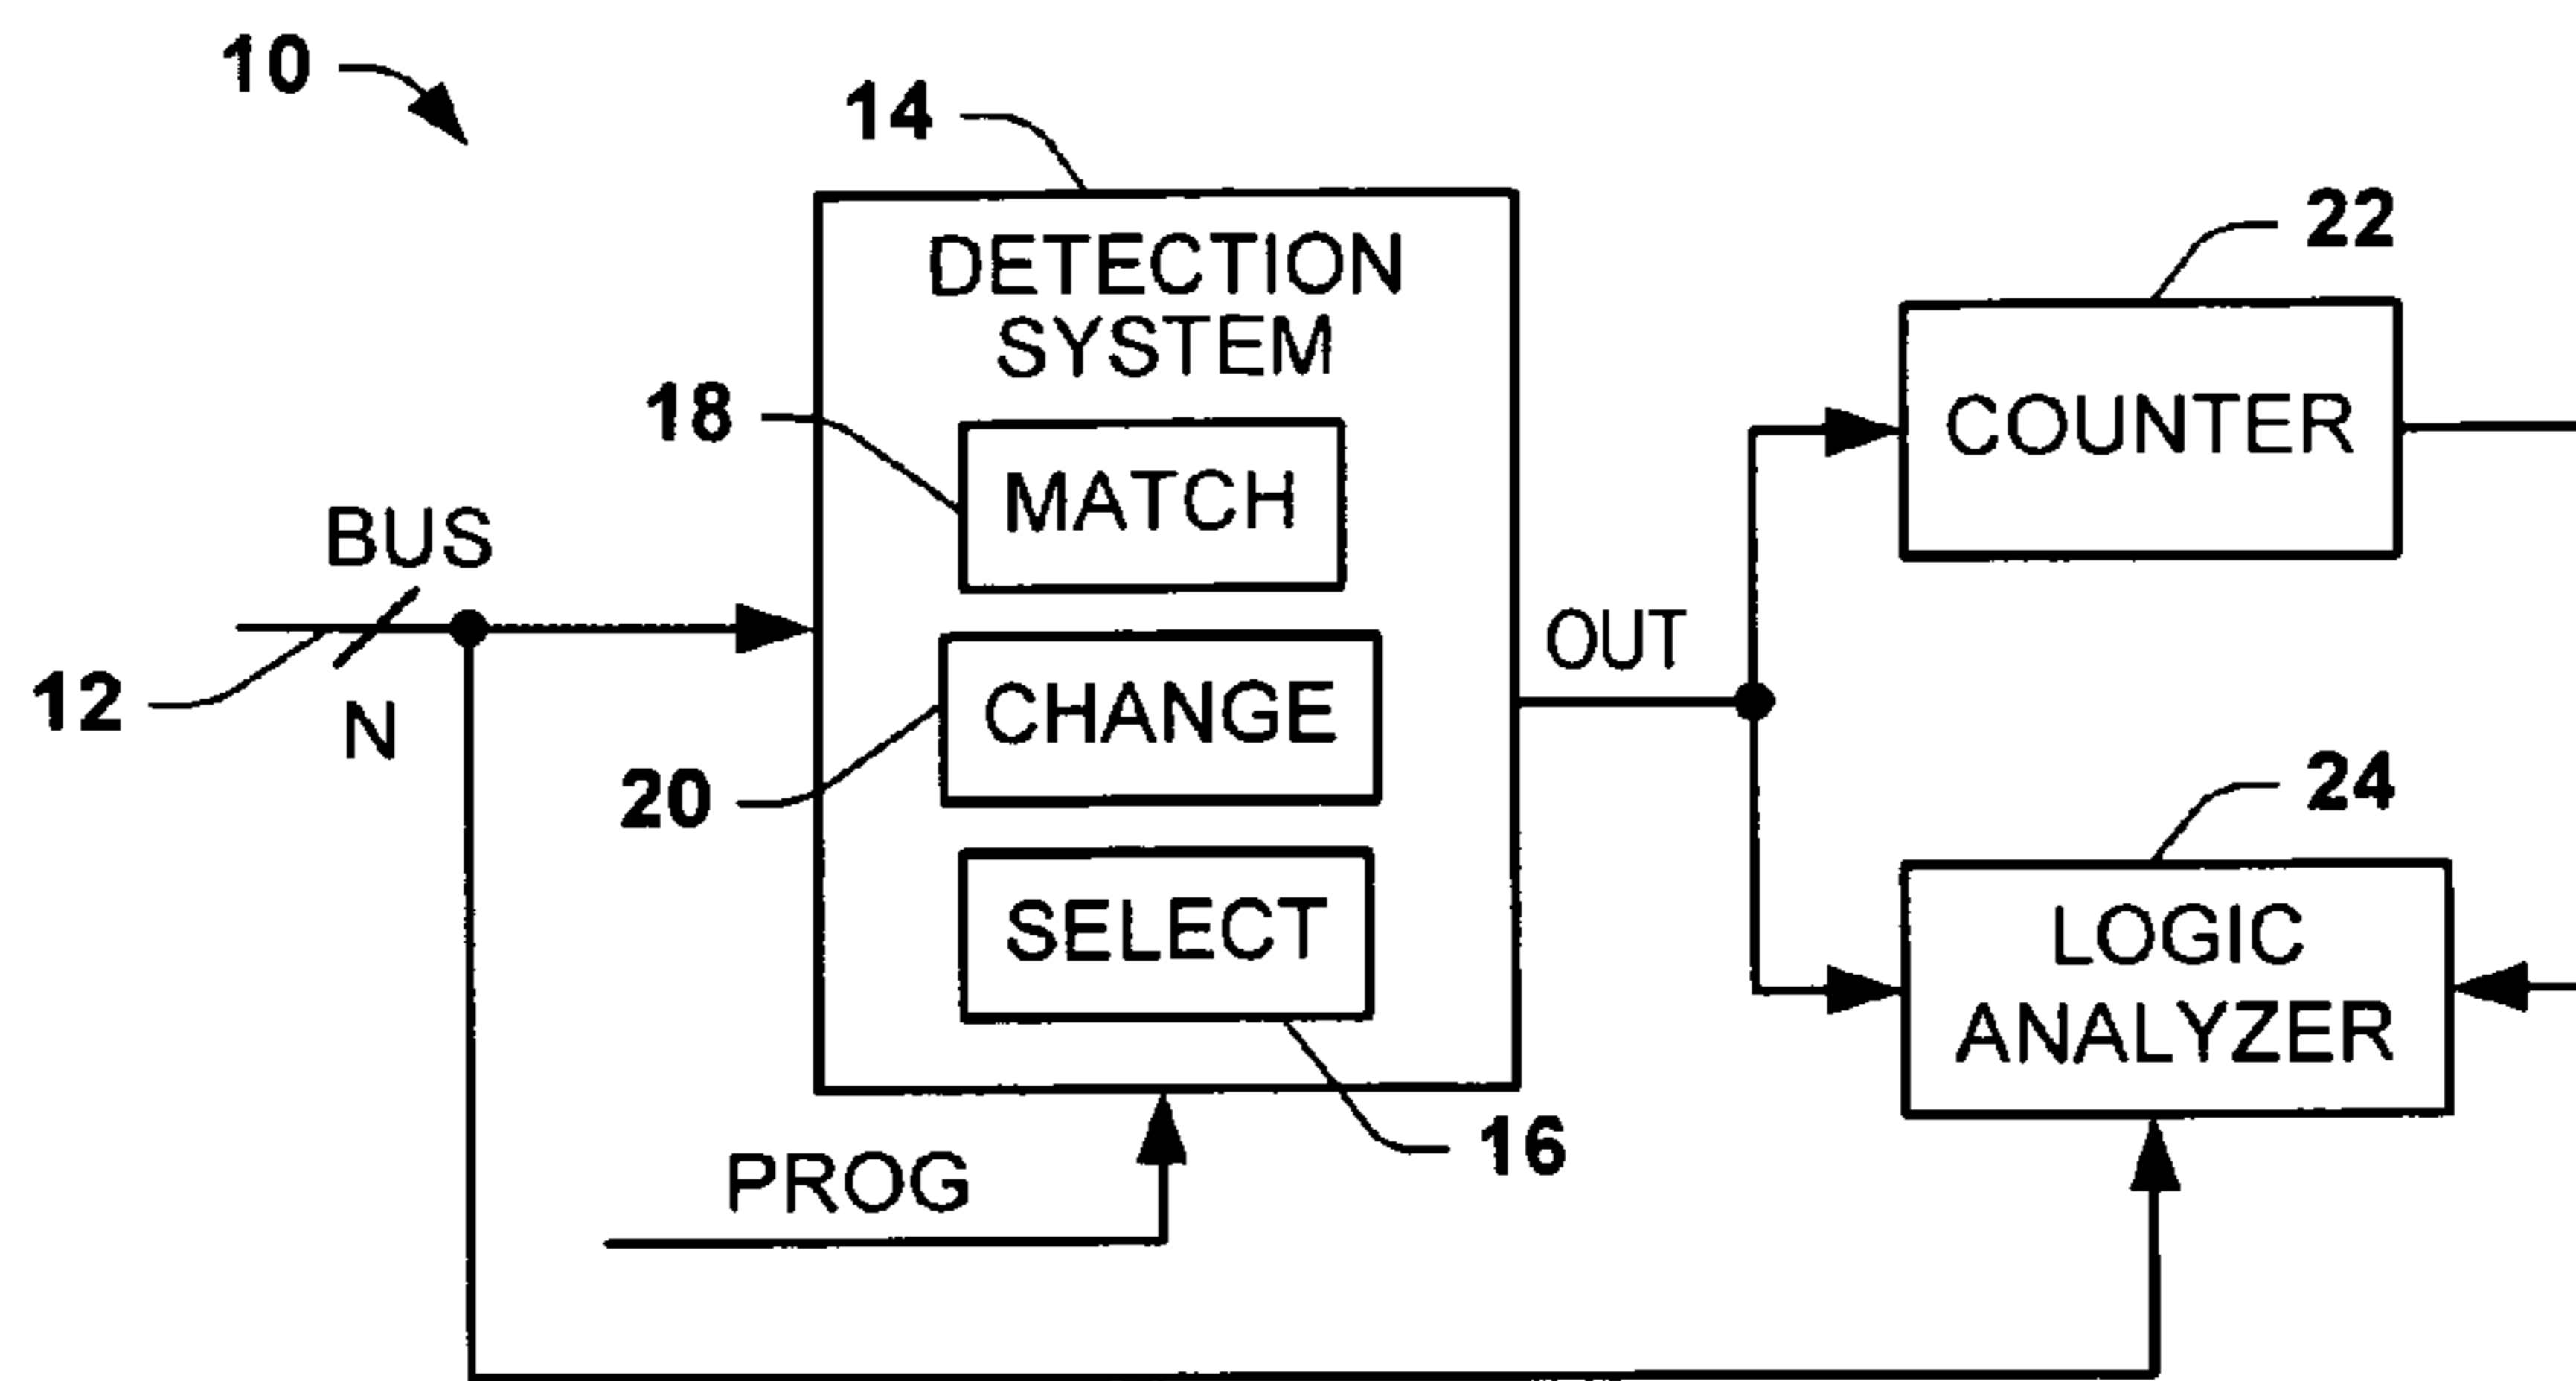 10
14
DETECTION
SYSTEM
22
18
MATCH
COUNTER
BUS
12
N
OUT
CHANGE
20
24
SELECT
LOGIC
ANALYZER
16
PROG